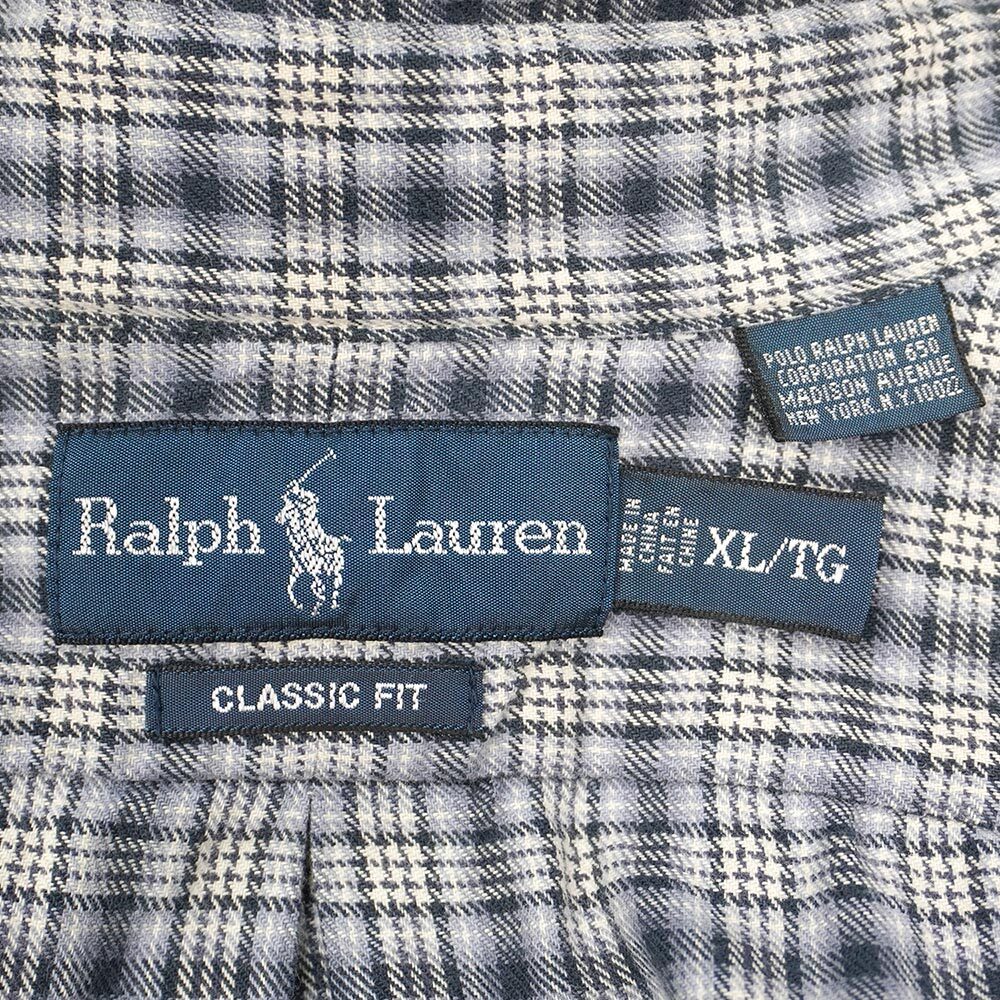 POLO RALPH LAUREN
CORPORATION 650
MADISON AVENUE
NEW YORK. N.Y. 10022
Ralph Lauren
MADE IN
CHINA
FAIT EN
CHINE
XL/TG
CLASSIC FIT